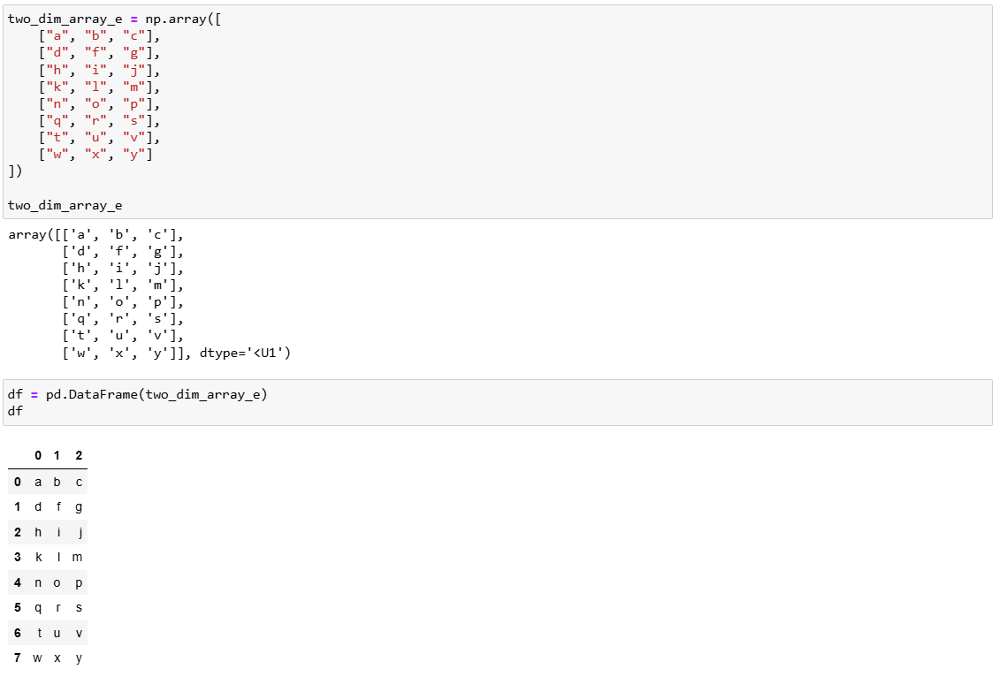 two_dim_array_e = np.array([
    ["a", "b", "c"],
    ["d", "f", "g"],
    ["h", "i", "j"],
    ["k", "l", "m"],
    ["n", "o", "p"],
    ["q", "r", "s"],
    ["t", "u", "v"],
    ["w", "x", "y"]
])
two_dim_array_e
array([['a', 'b', 'c'],
       ['d', 'f', 'g'],
       ['h', 'i', 'j'],
       ['k', 'l', 'm'],
       ['n', 'o', 'p'],
       ['q', 'r', 's'],
       ['t', 'u', 'v'],
       ['w', 'x', 'y']], dtype='<U1')
df = pd.DataFrame(two_dim_array_e)
df
0 1 2
0 a b c
1 d f g
2 h i j
3 k l m
4 n o p
5 q r s
6 t u v
7 w x y